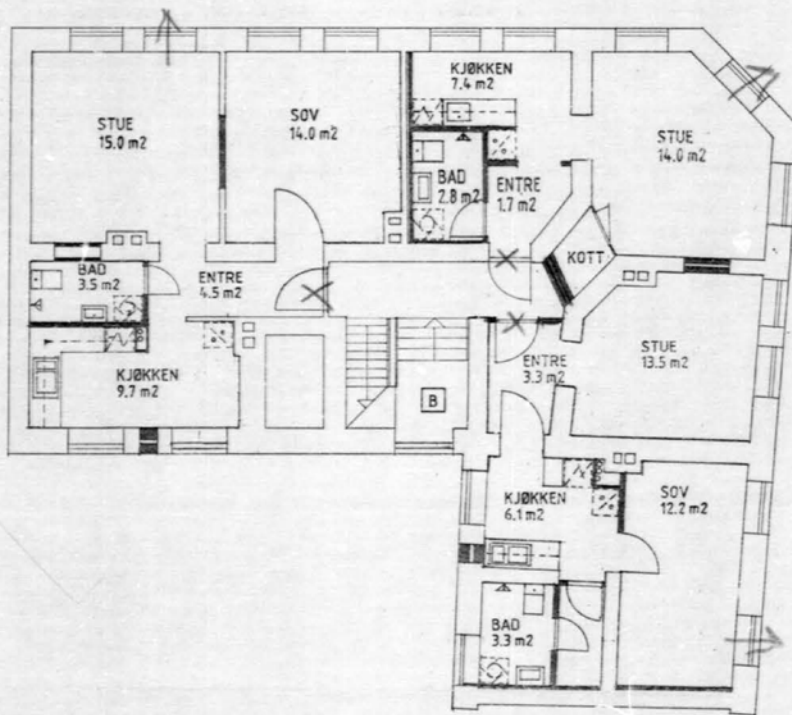 STUE
15.0 m2
SOV
14.0 m2
KJØKKEN
7.4 m2
STUE
14.0 m2
BAD
2.8 m2
ENTRE
1.7 m2
KOTT
BAD
3.5 m2
ENTRE
4.5 m2
KJØKKEN
9.7 m2
B
ENTRE
3.3 m2
STUE
13.5 m2
KJØKKEN
6.1 m2
SOV
12.2 m2
BAD
3.3 m2